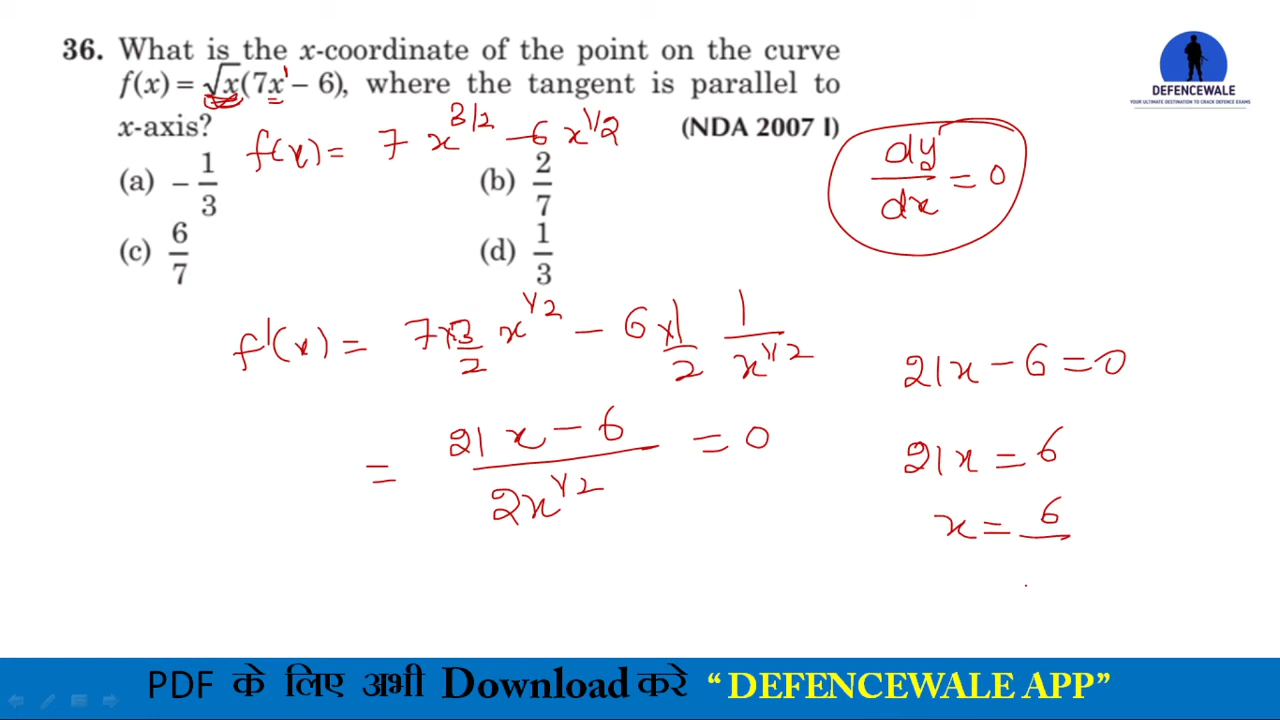 36. What is the x-coordinate of the point on the curve
f(x) = √x(7x¹ – 6), where the tangent is parallel to
x-axis? (NDA 2007 I)
f(x) = 7 x^3/2 – 6 x^1/2
(a) – 1/3 (b) 2/7
(c) 6/7 (d) 1/3
dy/dx = 0
f'(x) = 7×3/2 x^1/2 – 6×1/2 1/x^1/2
= 21x – 6 / 2x^1/2 = 0
21x – 6 = 0
21x = 6
x = 6
DEFENCEWALE
YOUR ULTIMATE DESTINATION TO CRACK DEFENCE EXAMS
PDF के लिए अभी Download करे “ DEFENCEWALE APP”